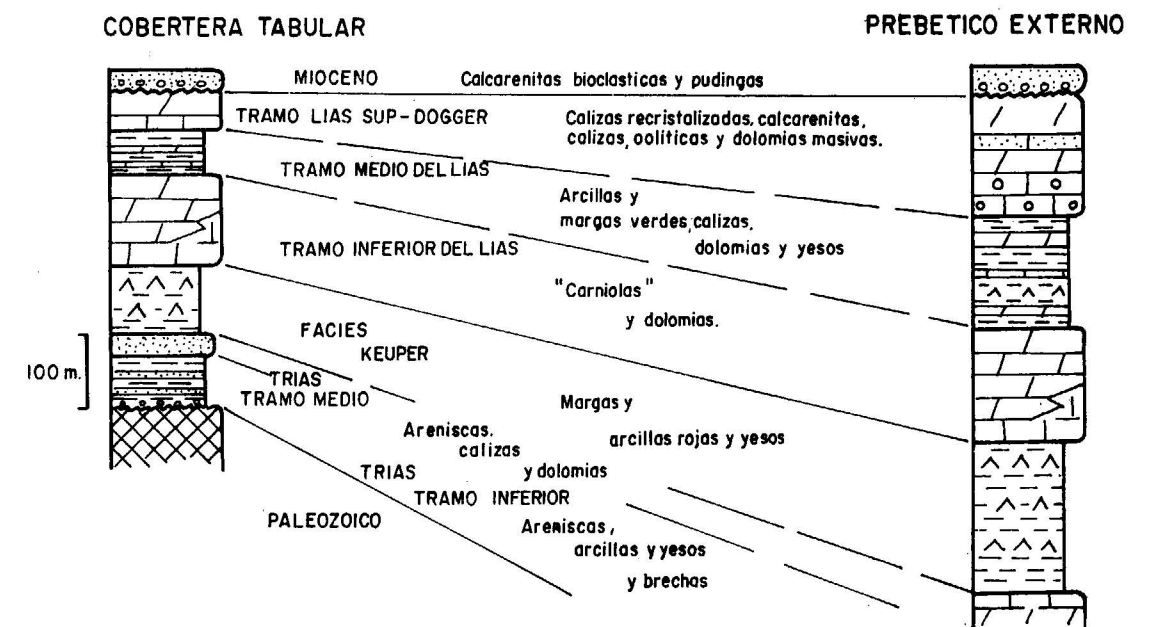 COBERTERA TABULAR
PREBETICO EXTERNO
MIOCENO
Calcarenitas bioclasticas y pudingas
TRAMO LIAS SUP-DOGGER
Calizas recristalizadas, calcarenitas,
calizas, oolíticas y dolomias masivas.
TRAMO MEDIO DEL LIAS
Arcillas y
margas verdes, calizas,
dolomias y yesos
TRAMO INFERIOR DEL LIAS
"Carniolas"
y dolomias.
FACIES
KEUPER
100 m.
TRIAS
TRAMO MEDIO
Margas y
arcillas rojas y yesos
Areniscas.
calizas
y dolomias
TRIAS
TRAMO INFERIOR
PALEOZOICO
Areniscas,
arcillas y yesos
y brechas